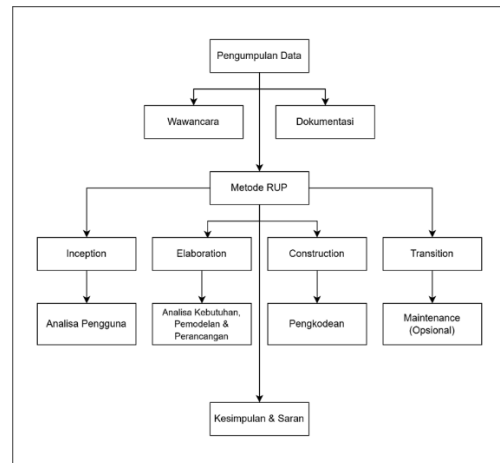 Pengumpulan Data
Wawancara
Dokumentasi
Metode RUP
Inception
Elaboration
Construction
Transition
Analisa Pengguna
Analisa Kebutuhan,
Pemodelan &
Perancangan
Pengkodean
Maintenance
(Opsional)
Kesimpulan & Saran